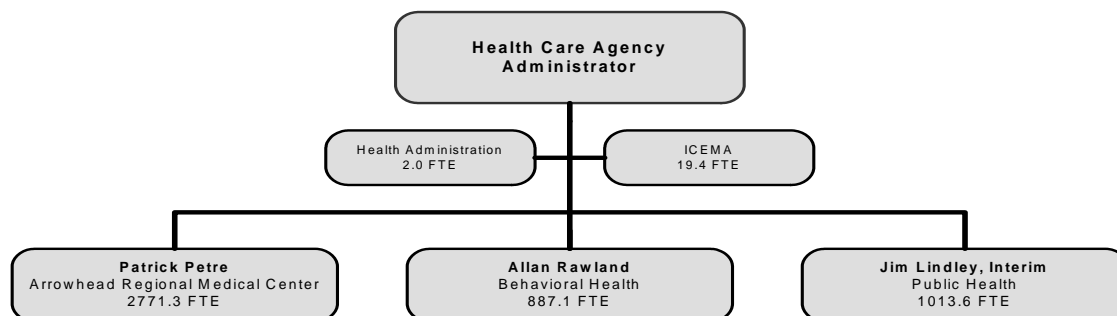 Health Care Agency
Administrator
Health Administration
2.0 FTE
ICEMA
19.4 FTE
Patrick Petre
Arrowhead Regional Medical Center
2771.3 FTE
Allan Rawland
Behavioral Health
887.1 FTE
Jim Lindley, Interim
Public Health
1013.6 FTE